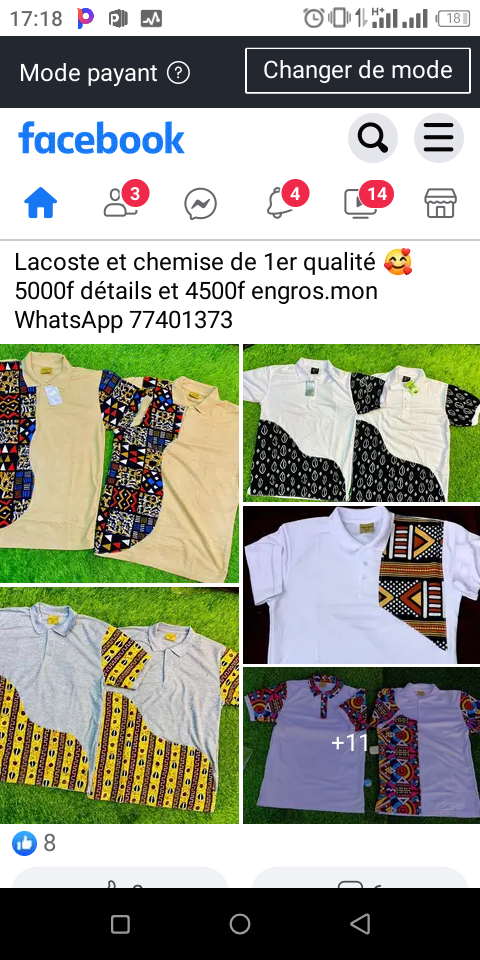 17:18
H+
18
Mode payant ?
Changer de mode
facebook
3
4
14
Lacoste et chemise de 1er qualité 🥰
5000f détails et 4500f engros.mon
WhatsApp 77401373
+11
8